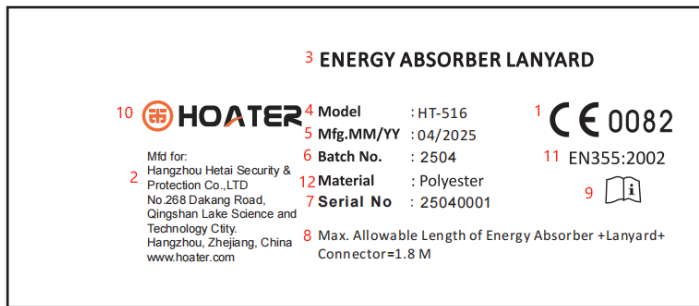 3 ENERGY ABSORBER LANYARD
10 HOATER
4 Model : HT-516
5 Mfg.MM/YY : 04/2025
6 Batch No. : 2504
12 Material : Polyester
7 Serial No : 25040001
8 Max. Allowable Length of Energy Absorber +Lanyard+
Connector=1.8 M
2 Mfd for:
Hangzhou Hetai Security &
Protection Co.,LTD
No.268 Dakang Road,
Qingshan Lake Science and
Technology Ctity.
Hangzhou, Zhejiang, China
www.hoater.com
1 CE 0082
11 EN355:2002
9 i